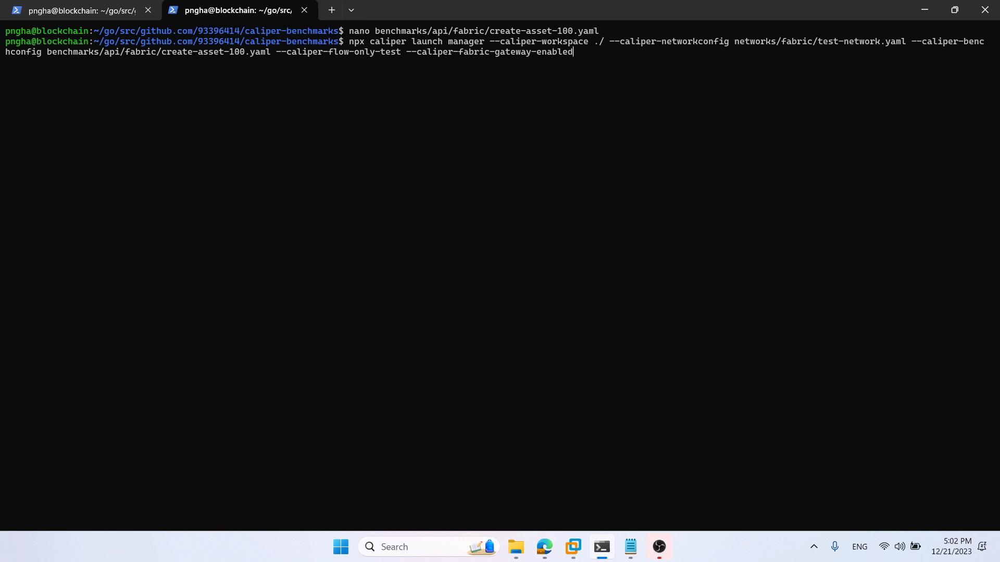 pngha@blockchain: ~/go/src/g
pngha@blockchain: ~/go/src/
pngha@blockchain:~/go/src/github.com/93396414/caliper-benchmarks$ nano benchmarks/api/fabric/create-asset-100.yaml
pngha@blockchain:~/go/src/github.com/93396414/caliper-benchmarks$ npx caliper launch manager --caliper-workspace ./ --caliper-networkconfig networks/fabric/test-network.yaml --caliper-benc
hconfig benchmarks/api/fabric/create-asset-100.yaml --caliper-flow-only-test --caliper-fabric-gateway-enabled
Search
ENG
5:02 PM
12/21/2023